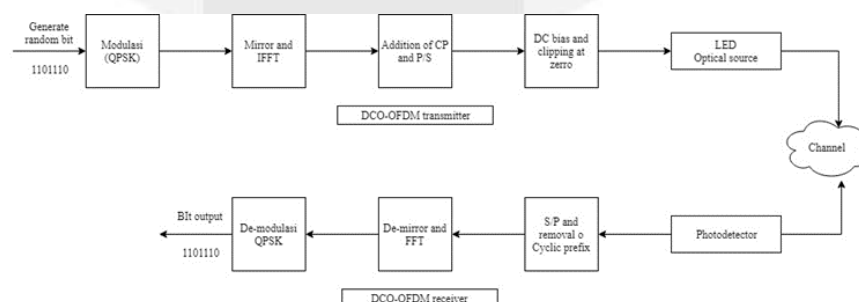 Generate
random bit
1101110
Modulasi
(QPSK)
Mirror and
IFFT
Addition of CP
and P/S
DC bias and
clipping at
zerro
LED
Optical source
DCO-OFDM transmitter
Channel
BIt output
1101110
De-modulasi
QPSK
De-mirror and
FFT
S/P and
removal o
Cyclic prefix
Photodetector
DCO-OFDM receiver